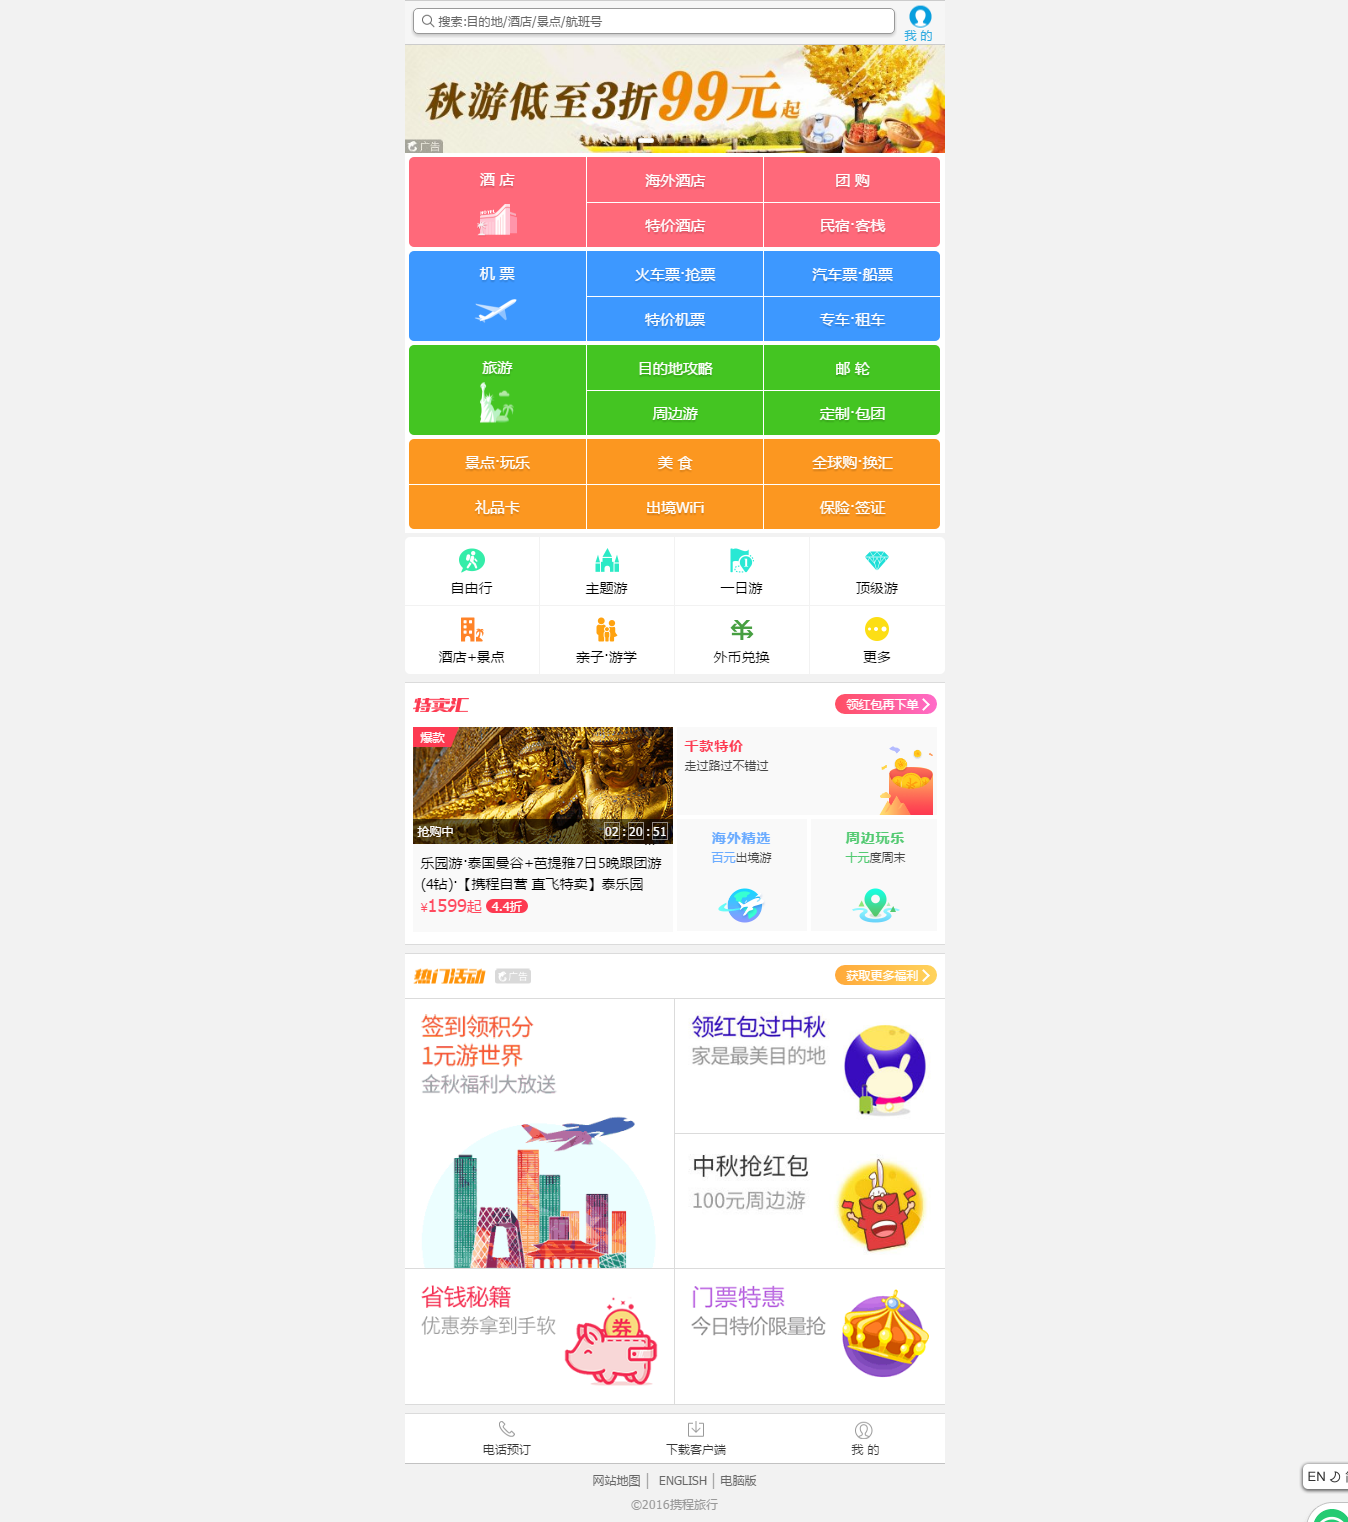 搜索:目的地/酒店/景点/航班号
我 的
秋游低至3折99元起
广告
酒 店
海外酒店
团 购
特价酒店
民宿·客栈
机 票
火车票·抢票
汽车票·船票
特价机票
专车·租车
旅游
目的地攻略
邮 轮
周边游
定制·包团
景点·玩乐
美 食
全球购·换汇
礼品卡
出境WiFi
保险·签证
自由行
主题游
一日游
顶级游
酒店+景点
亲子·游学
外币兑换
更多
特卖汇
领红包再下单
爆款
抢购中
02:20:51
乐园游·泰国曼谷+芭提雅7日5晚跟团游
(4钻)·【携程自营 直飞特卖】泰乐园
¥1599起 4.4折
千款特价
走过路过不错过
海外精选
百元出境游
周边玩乐
十元度周末
热门活动
广告
获取更多福利
签到领积分
1元游世界
金秋福利大放送
领红包过中秋
家是最美目的地
中秋抢红包
100元周边游
省钱秘籍
优惠券拿到手软
券
门票特惠
今日特价限量抢
电话预订
下载客户端
我 的
网站地图 | ENGLISH | 电脑版
©2016携程旅行
EN